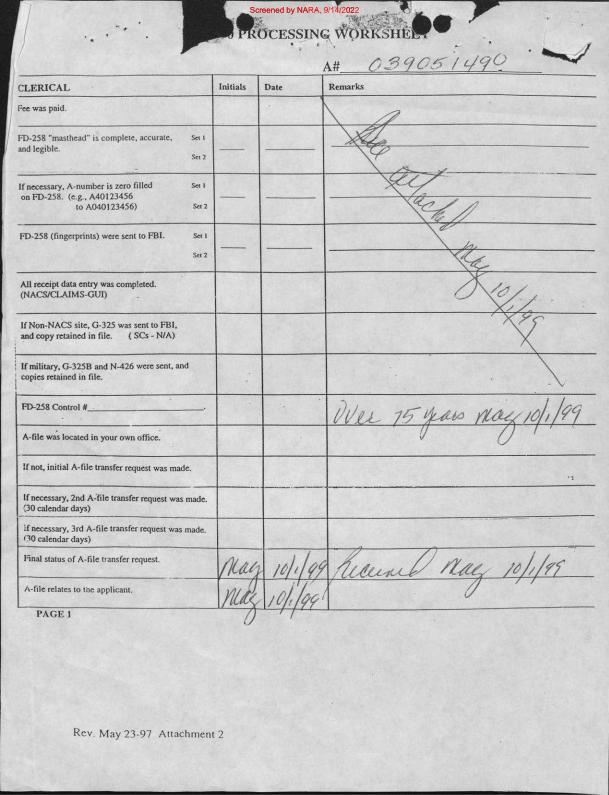 Screened by NARA, 9/14/2022
PROCESSING WORKSHEET
A# 039051490
CLERICAL Initials Date Remarks
Fee was paid.
FD-258 "masthead" is complete, accurate, Set 1
and legible.
Set 2
See attached May 10/1/99
If necessary, A-number is zero filled Set 1
on FD-258. (e.g., A40123456
to A040123456) Set 2
FD-258 (fingerprints) were sent to FBI. Set 1
Set 2
All receipt data entry was completed.
(NACS/CLAIMS-GUI)
If Non-NACS site, G-325 was sent to FBI,
and copy retained in file. ( SCs - N/A)
If military, G-325B and N-426 were sent, and
copies retained in file.
FD-258 Control #____________. Over 75 years May 10/1/99
A-file was located in your own office.
If not, initial A-file transfer request was made.
If necessary, 2nd A-file transfer request was made.
(30 calendar days)
If necessary, 3rd A-file transfer request was made.
(30 calendar days)
Final status of A-file transfer request. May 10/1/99 Received May 10/1/99
A-file relates to the applicant. May 10/1/99
PAGE 1
Rev. May 23-97 Attachment 2